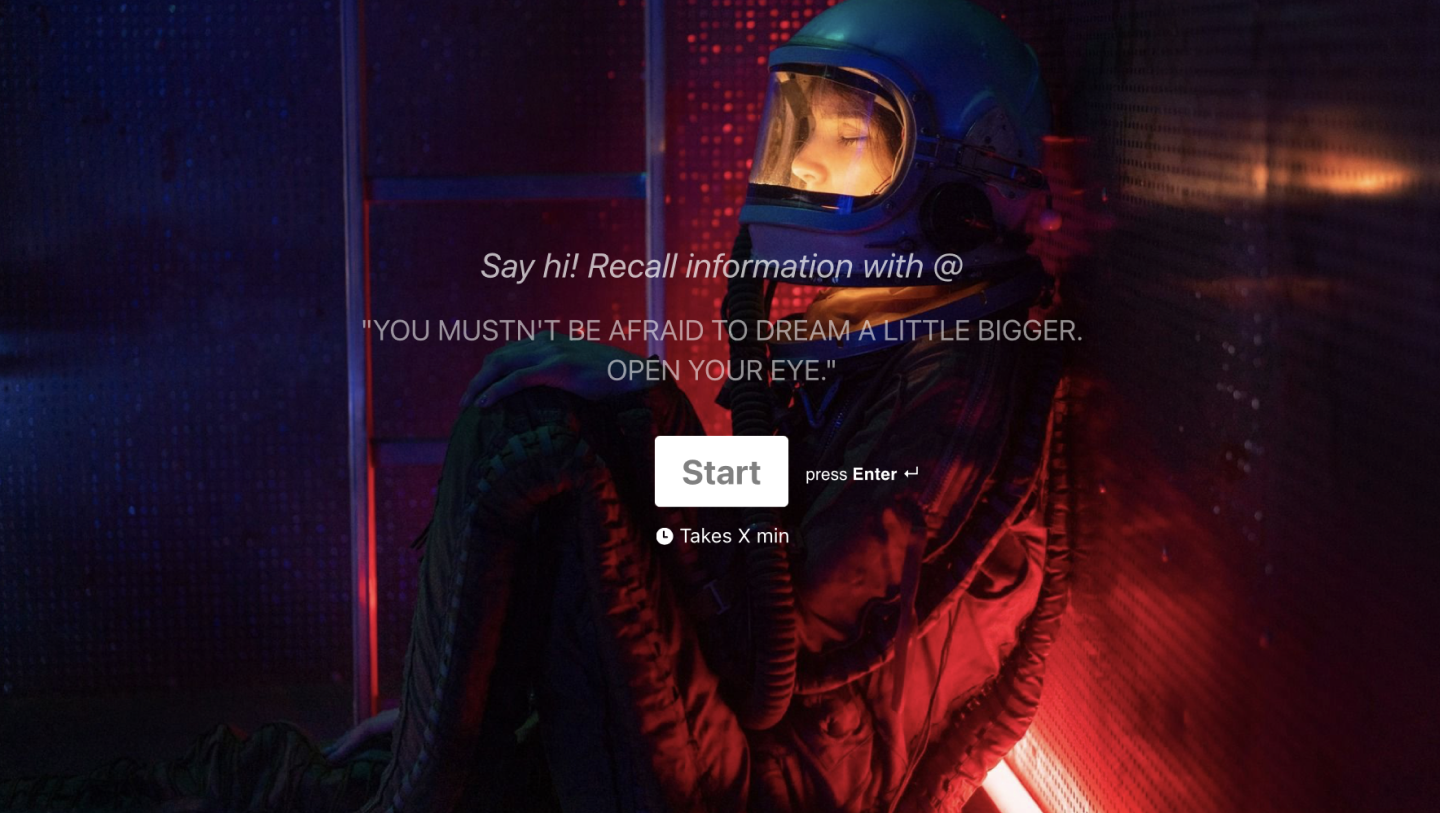 Say hi! Recall information with @
"YOU MUSTN'T BE AFRAID TO DREAM A LITTLE BIGGER.
OPEN YOUR EYE."
Start press Enter ↵
Takes X min